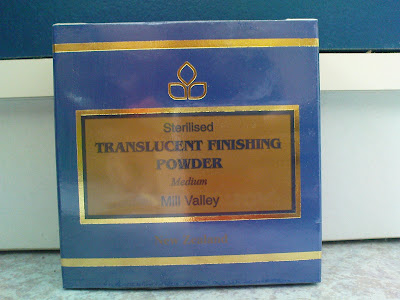 Sterilised
TRANSLUCENT FINISHING
POWDER
Medium
Mill Valley